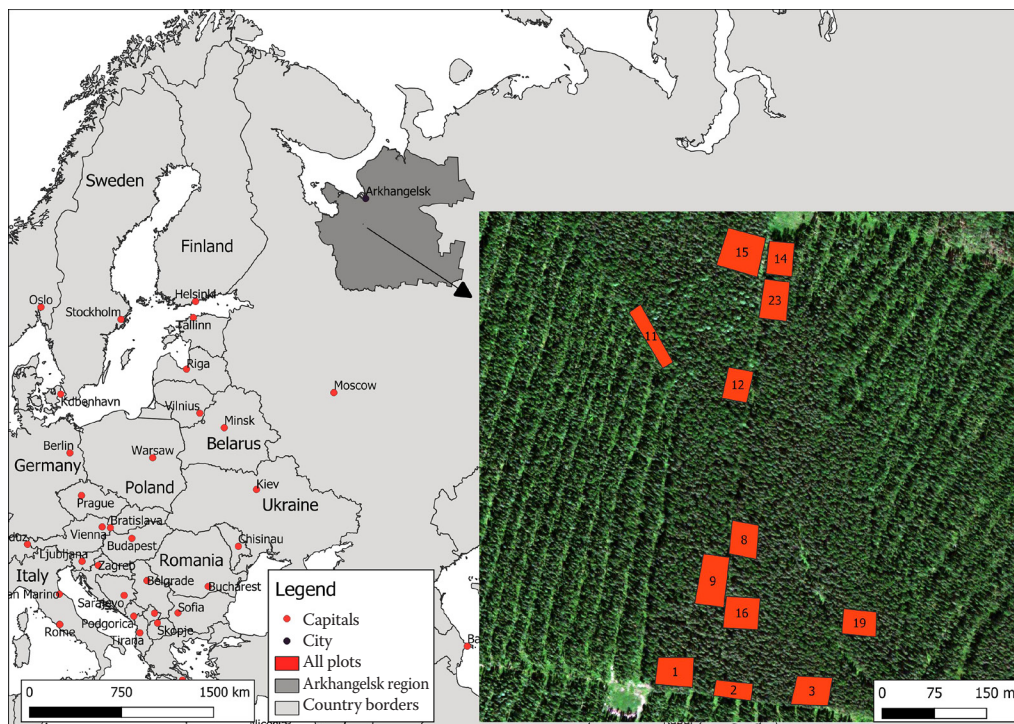 Sweden
Finland
Arkhangelsk
Oslo
Helsinki
Stockholm
Tallinn
Riga
Moscow
København
Vilnius
Minsk
Belarus
Berlin
Warsaw
Germany
Poland
Kiev
Prague
Ukraine
Bratislava
Vienna
Budapest
Chisinau
Ljubljana
Romania
Zagreb
Italy
Belgrade
Bucharest
an Marino
Sarajevo
Sofia
Podgorica
Skopje
Rome
Tirana
Ba
Legend
Capitals
City
All plots
Arkhangelsk region
Country borders
0 750 1500 km
15
14
23
11
12
8
9
16
19
1
2
3
0 75 150 m